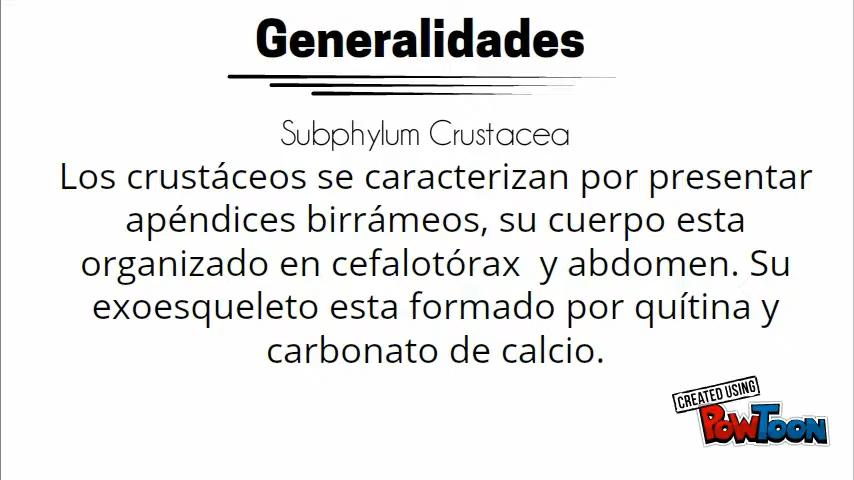 Generalidades
Subphylum Crustacea
Los crustáceos se caracterizan por presentar
apéndices birrámeos, su cuerpo esta
organizado en cefalotórax y abdomen. Su
exoesqueleto esta formado por quítina y
carbonato de calcio.
CREATED USING
POWTOON